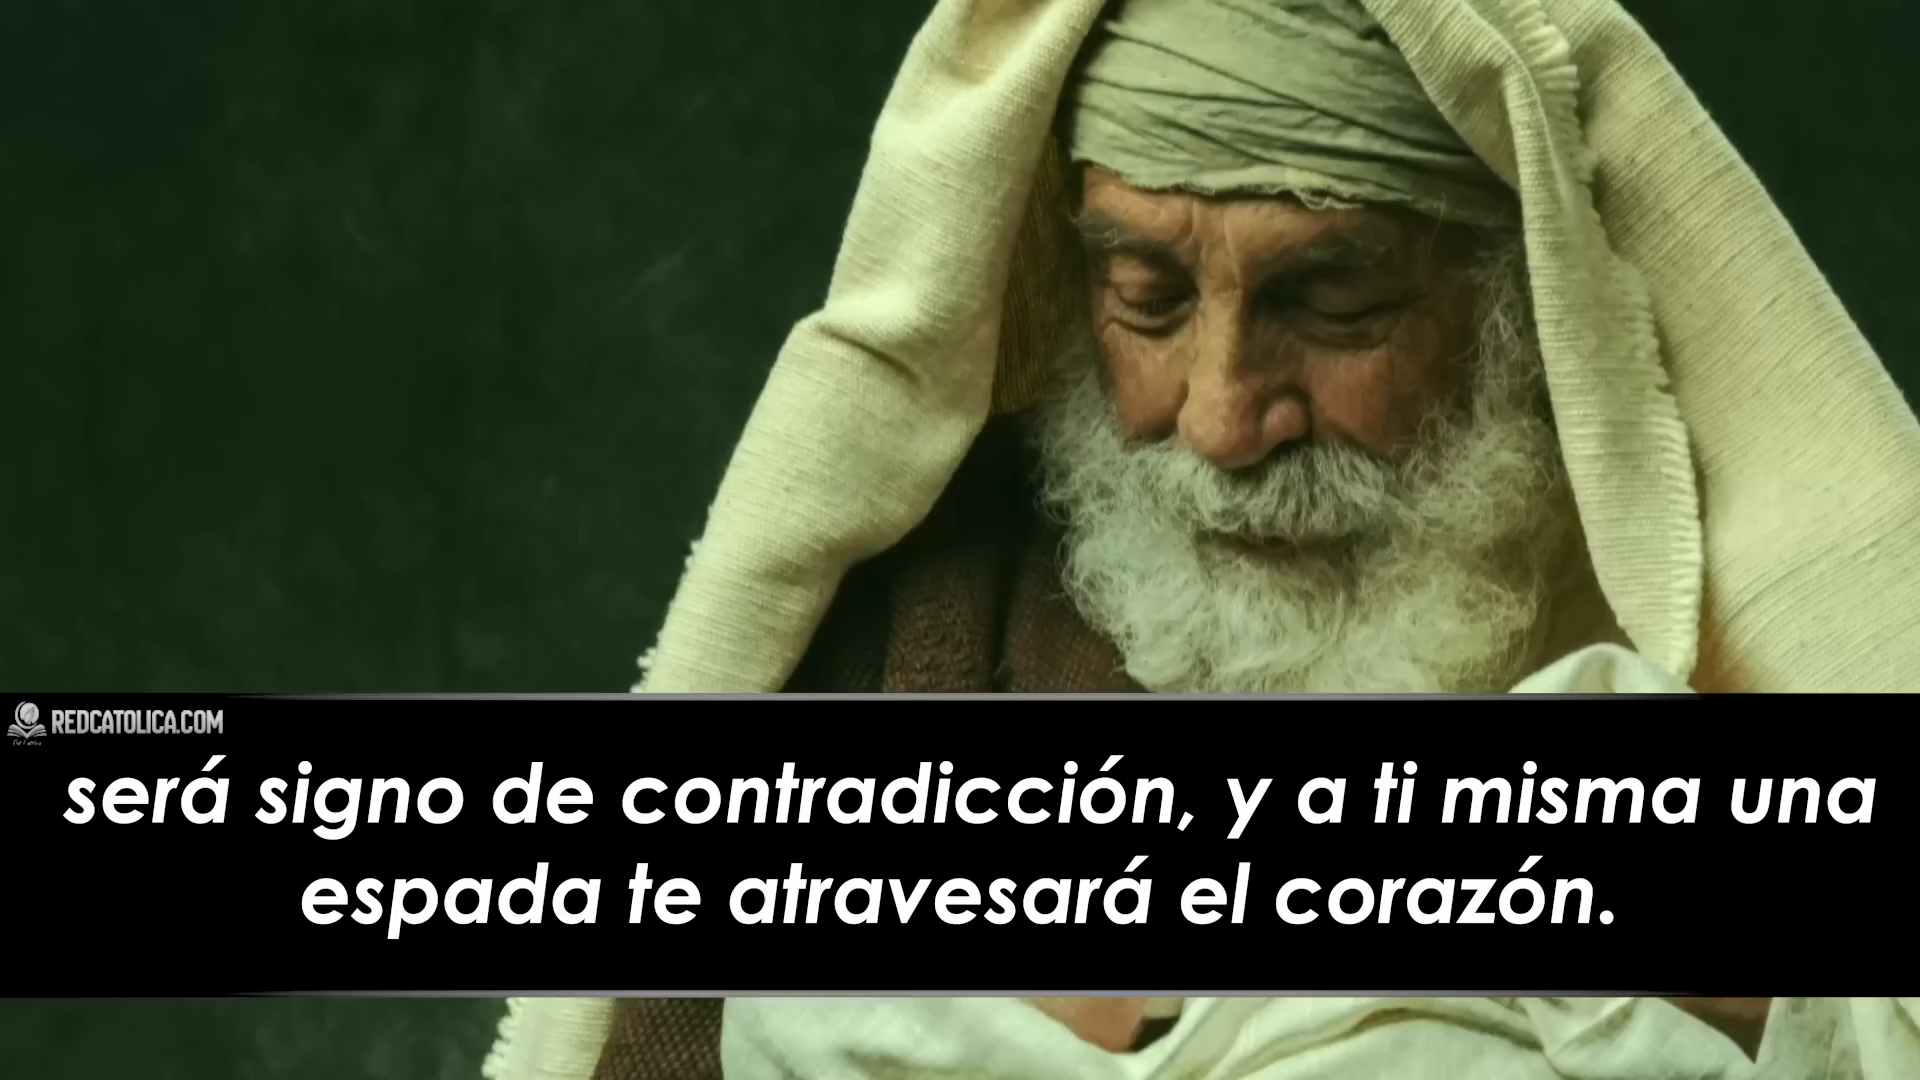 REDCATOLICA.COM
será signo de contradicción, y a ti misma una
espada te atravesará el corazón.